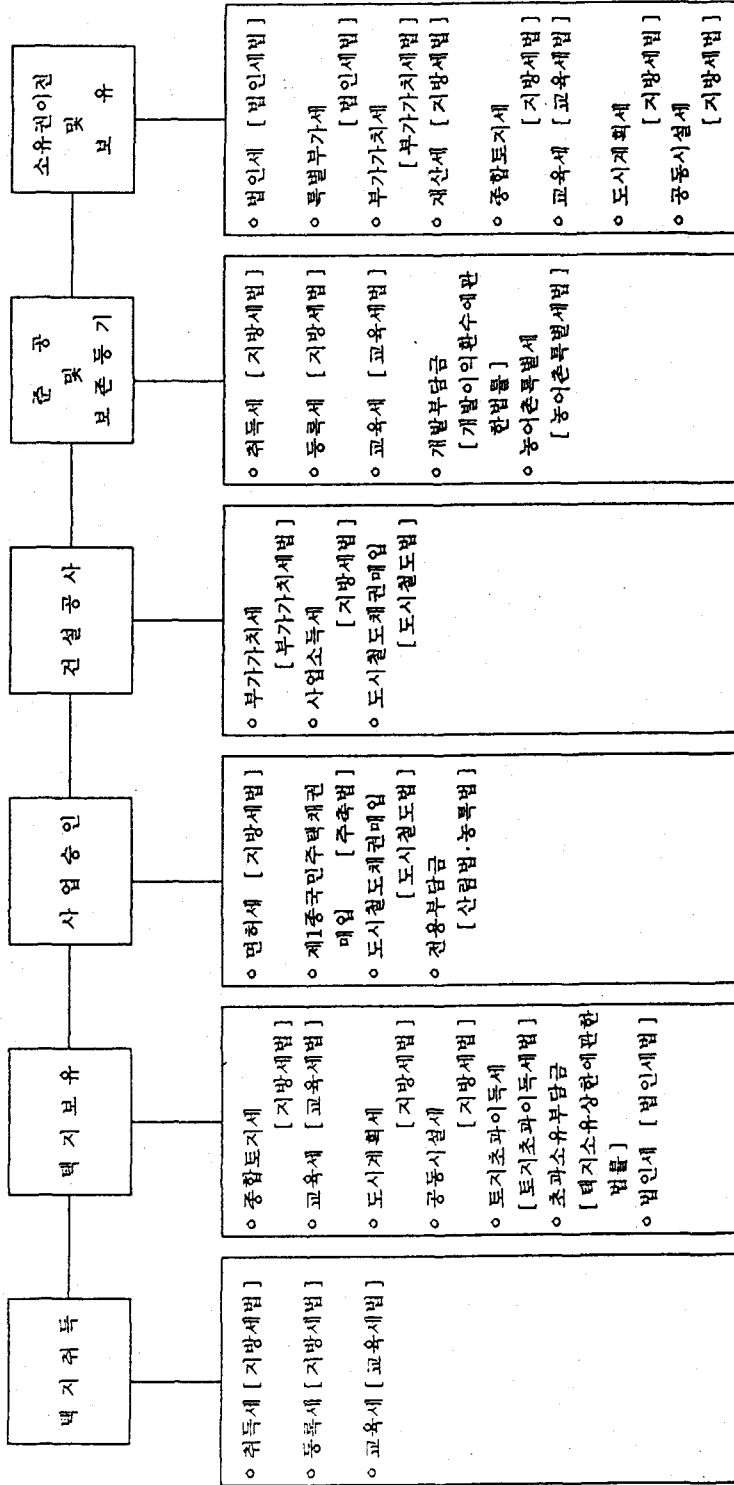 택 지 취 득
○ 취득세 [ 지방세법 ]
○ 등록세 [ 지방세법 ]
○ 교육세 [ 교육세법 ]
택 지 보 유
○ 종합토지세
[ 지방세법 ]
○ 교육세 [ 교육세법 ]
○ 도시계획세
[ 지방세법 ]
○ 공동시설세
[ 지방세법 ]
○ 토지초과이득세
[ 토지초과이득세법 ]
○ 초과소유부담금
[ 택지소유상한에관한
법률 ]
○ 법인세 [ 법인세법 ]
사 업 승 인
○ 면허세 [ 지방세법 ]
○ 제1종국민주택채권
매입 [ 주촉법 ]
○ 도시철도채권매입
[ 도시철도법 ]
○ 전용부담금
[ 산림법·농특법 ]
건 설 공 사
○ 부가가치세
[ 부가가치세법 ]
○ 사업소득세
[ 지방세법 ]
○ 도시철도채권매입
[ 도시철도법 ]
준 공
및
보 존 등 기
○ 취득세 [ 지방세법 ]
○ 등록세 [ 지방세법 ]
○ 교육세 [ 교육세법 ]
○ 개발부담금
[ 개발이익환수에관
한법률 ]
○ 농어촌특별세
[ 농어촌특별세법 ]
소유권이전
및
보 유
○ 법인세 [ 법인세법 ]
○ 특별부가세
[ 법인세법 ]
○ 부가가치세
[ 부가가치세법 ]
○ 재산세 [ 지방세법 ]
○ 종합토지세
[ 지방세법 ]
○ 교육세 [ 교육세법 ]
○ 도시계획세
[ 지방세법 ]
○ 공동시설세
[ 지방세법 ]